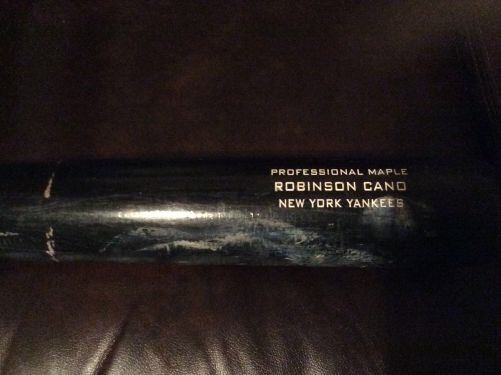 PROFESSIONAL MAPLE
ROBINSON CANO
NEW YORK YANKEES